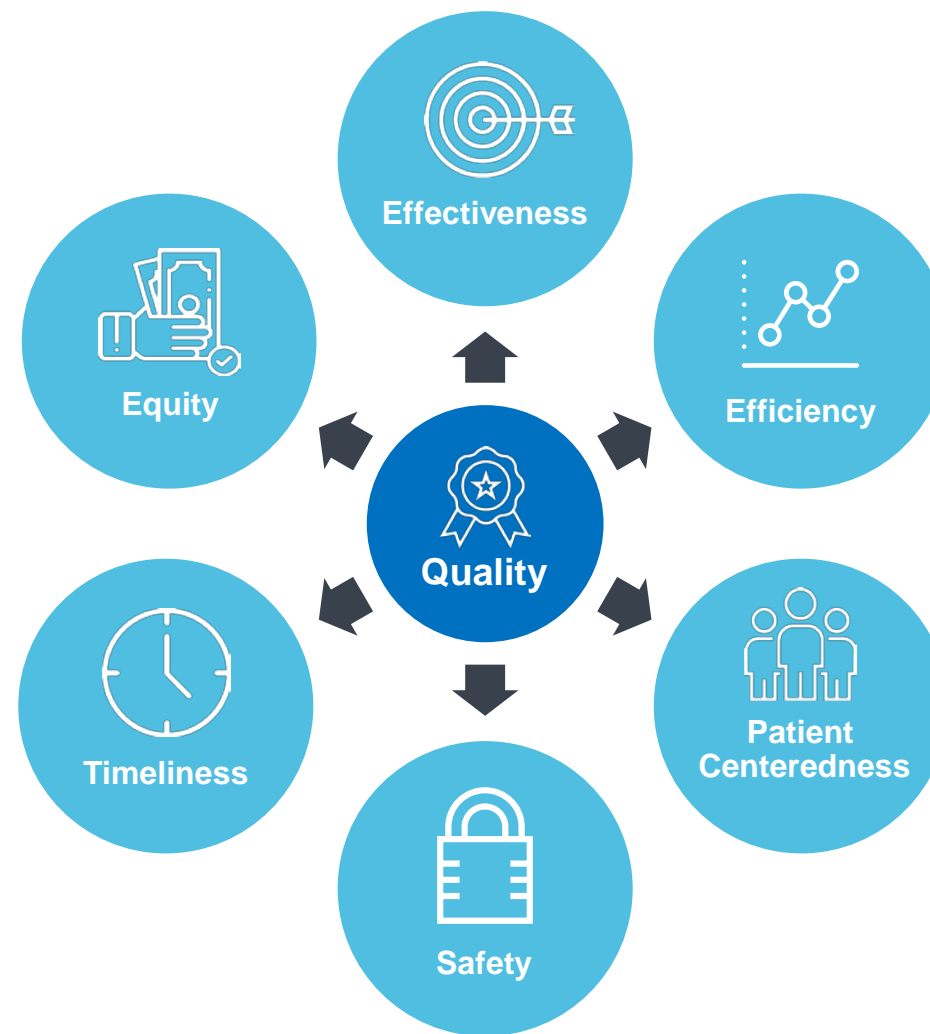 Effectiveness
Equity
Efficiency
Quality
Timeliness
Patient
Centeredness
Safety